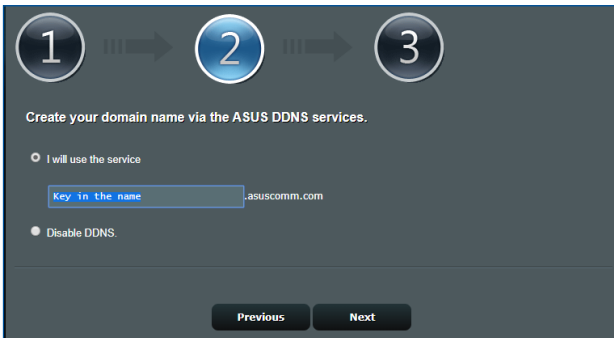 1 2 3
Create your domain name via the ASUS DDNS services.
I will use the service
Key in the name .asuscomm.com
Disable DDNS.
Previous Next